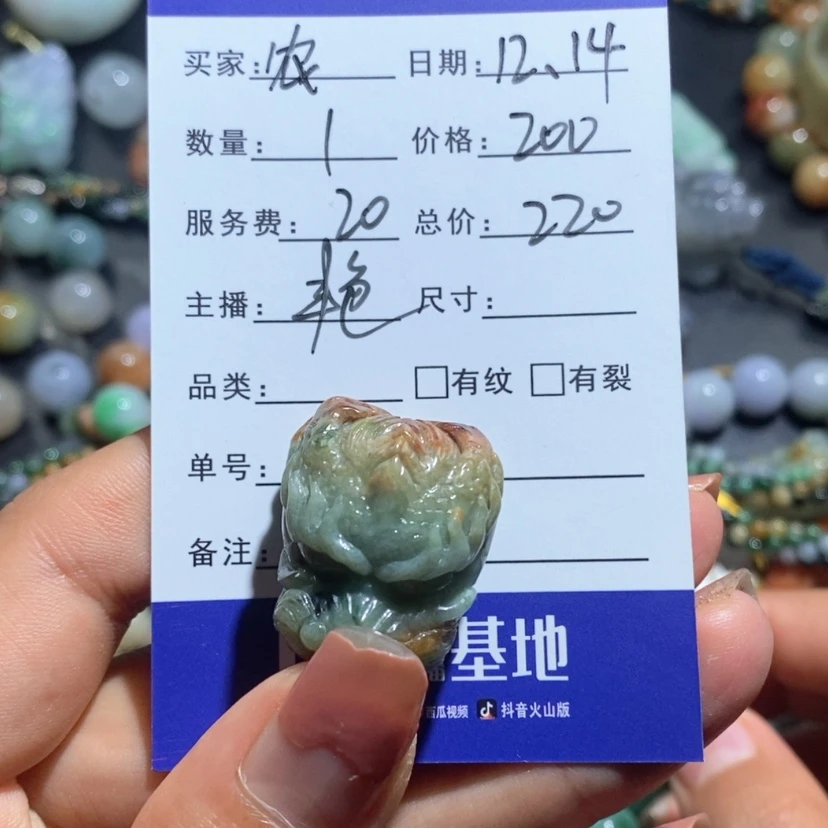 买家：农 日期：12、14
数量：1 价格：200
服务费：20 总价：220
主播：艳 尺寸：
品类： □有纹 □有裂
单号：
备注：
基地
西瓜视频 抖音火山版